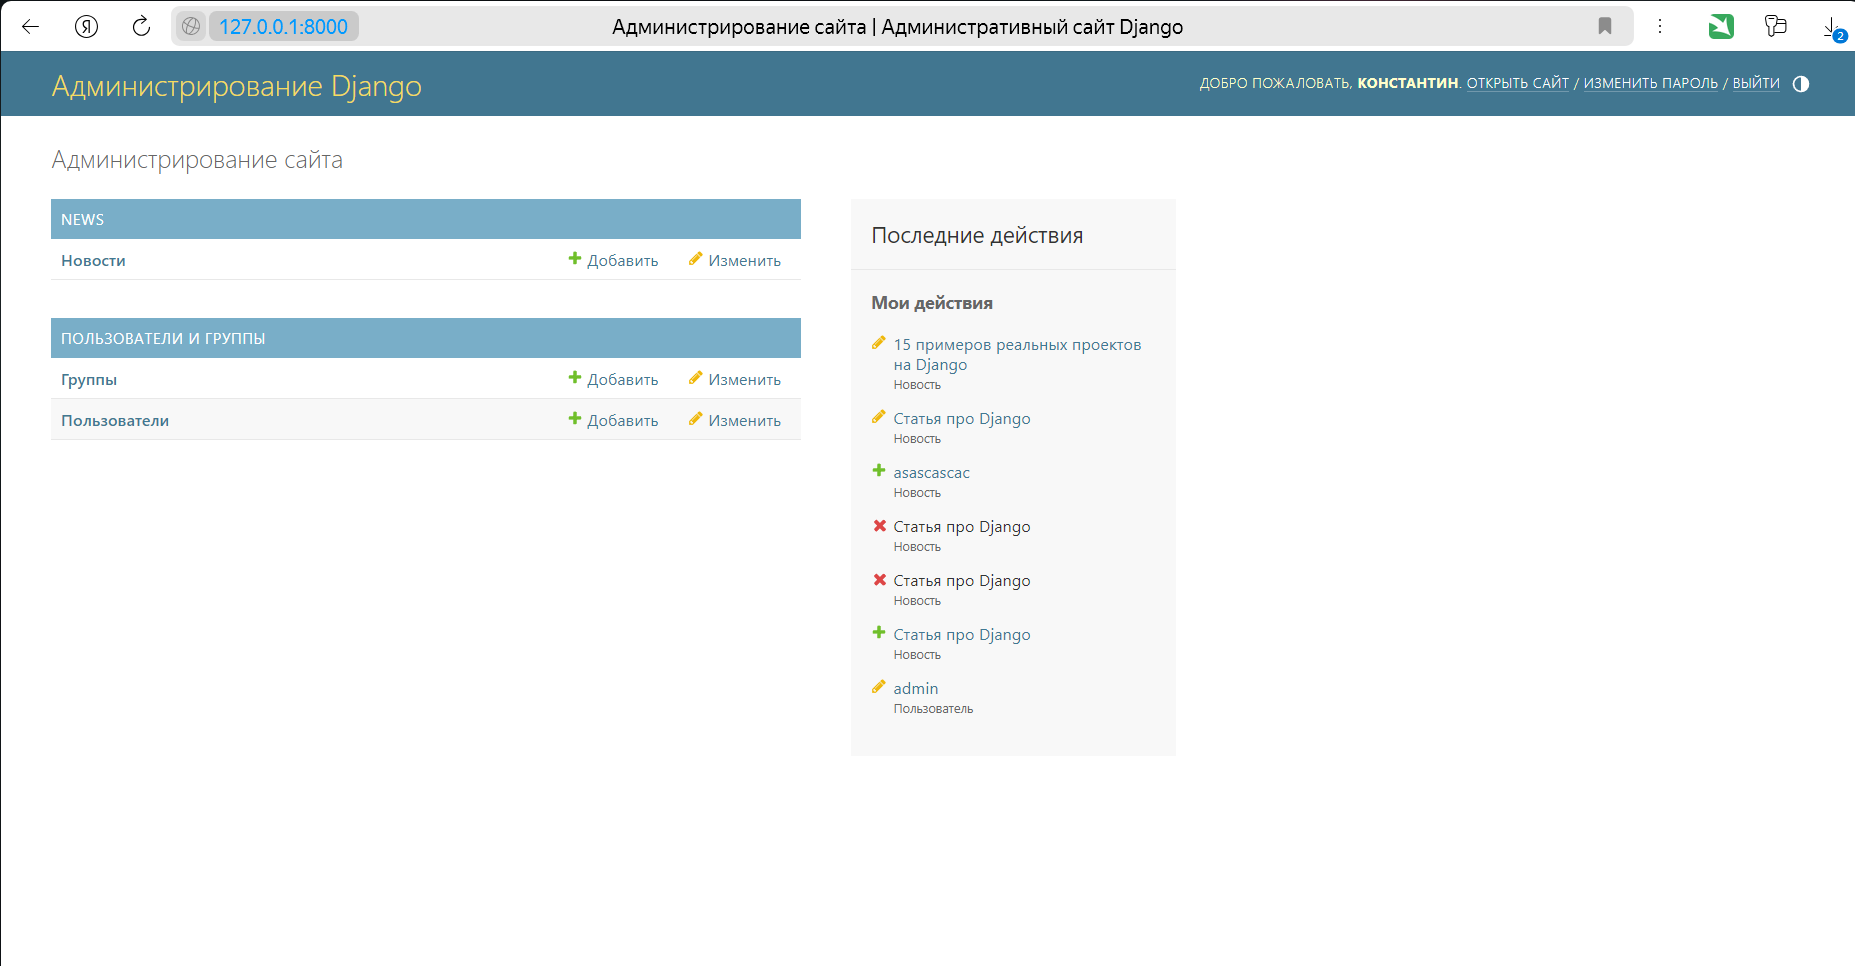 127.0.0.1:8000 Администрирование сайта | Административный сайт Django
2
Администрирование Django
ДОБРО ПОЖАЛОВАТЬ, КОНСТАНТИН. ОТКРЫТЬ САЙТ / ИЗМЕНИТЬ ПАРОЛЬ / ВЫЙТИ
Администрирование сайта
NEWS
Новости Добавить Изменить
ПОЛЬЗОВАТЕЛИ И ГРУППЫ
Группы Добавить Изменить
Пользователи Добавить Изменить
Последние действия
Мои действия
15 примеров реальных проектов
на Django
Новость
Статья про Django
Новость
asascascac
Новость
Статья про Django
Новость
Статья про Django
Новость
Статья про Django
Новость
admin
Пользователь